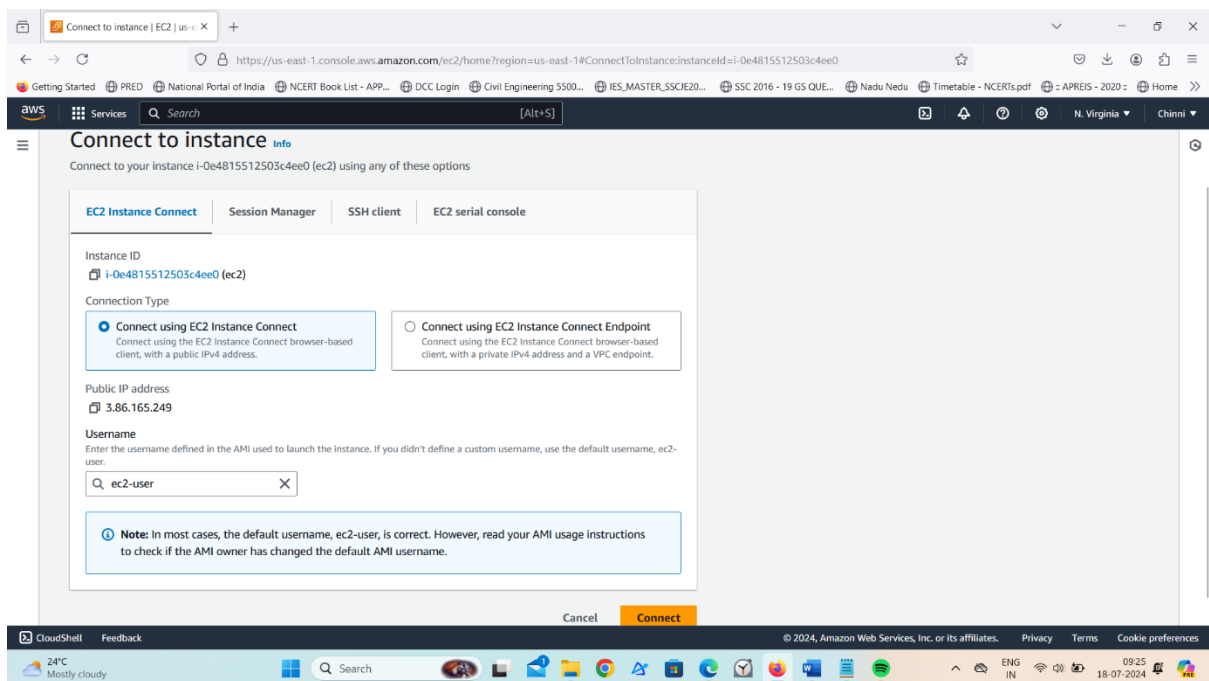 Connect to instance | EC2 | us-e
https://us-east-1.console.aws.amazon.com/ec2/home?region=us-east-1#ConnectToInstance:instanceId=i-0e4815512503c4ee0
Getting Started PRED National Portal of India NCERT Book List - APP... DCC Login Civil Engineering 5500... IES_MASTER_SSCJE20... SSC 2016 - 19 GS QUE... Nadu Nedu Timetable - NCERTs.pdf :: APREIS - 2020 :: Home
aws Services Search [Alt+S] N. Virginia Chinni
Connect to instance Info
Connect to your instance i-0e4815512503c4ee0 (ec2) using any of these options
EC2 Instance Connect Session Manager SSH client EC2 serial console
Instance ID
i-0e4815512503c4ee0 (ec2)
Connection Type
Connect using EC2 Instance Connect
Connect using the EC2 Instance Connect browser-based
client, with a public IPv4 address.
Connect using EC2 Instance Connect Endpoint
Connect using the EC2 Instance Connect browser-based
client, with a private IPv4 address and a VPC endpoint.
Public IP address
3.86.165.249
Username
Enter the username defined in the AMI used to launch the instance. If you didn't define a custom username, use the default username, ec2-
user.
ec2-user
Note: In most cases, the default username, ec2-user, is correct. However, read your AMI usage instructions
to check if the AMI owner has changed the default AMI username.
Cancel Connect
CloudShell Feedback © 2024, Amazon Web Services, Inc. or its affiliates. Privacy Terms Cookie preferences
24°C
Mostly cloudy
Search
ENG
IN
09:25
18-07-2024
PRE